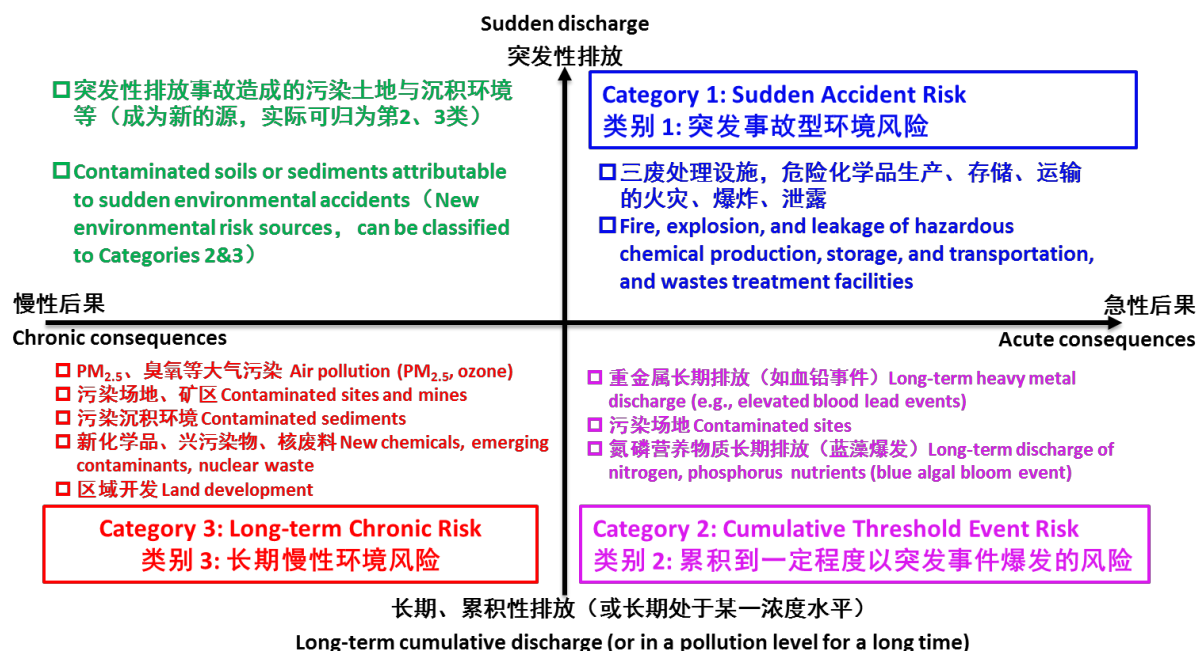 Sudden discharge
突发性排放
突发性排放事故造成的污染土地与沉积环境
等（成为新的源，实际可归为第2、3类）
Contaminated soils or sediments attributable
to sudden environmental accidents（New
environmental risk sources， can be classified
to Categories 2&3）
Category 1: Sudden Accident Risk
类别 1: 突发事故型环境风险
三废处理设施，危险化学品生产、存储、运输
的火灾、爆炸、泄露
Fire, explosion, and leakage of hazardous
chemical production, storage, and transportation,
and wastes treatment facilities
慢性后果
Chronic consequences
急性后果
Acute consequences
PM2.5、臭氧等大气污染 Air pollution (PM2.5, ozone)
污染场地、矿区 Contaminated sites and mines
污染沉积环境 Contaminated sediments
新化学品、兴污染物、核废料 New chemicals, emerging
contaminants, nuclear waste
区域开发 Land development
Category 3: Long-term Chronic Risk
类别 3: 长期慢性环境风险
重金属长期排放（如血铅事件）Long-term heavy metal
discharge (e.g., elevated blood lead events)
污染场地 Contaminated sites
氮磷营养物质长期排放（蓝藻爆发）Long-term discharge of
nitrogen, phosphorus nutrients (blue algal bloom event)
Category 2: Cumulative Threshold Event Risk
类别 2: 累积到一定程度以突发事件爆发的风险
长期、累积性排放（或长期处于某一浓度水平）
Long-term cumulative discharge (or in a pollution level for a long time)